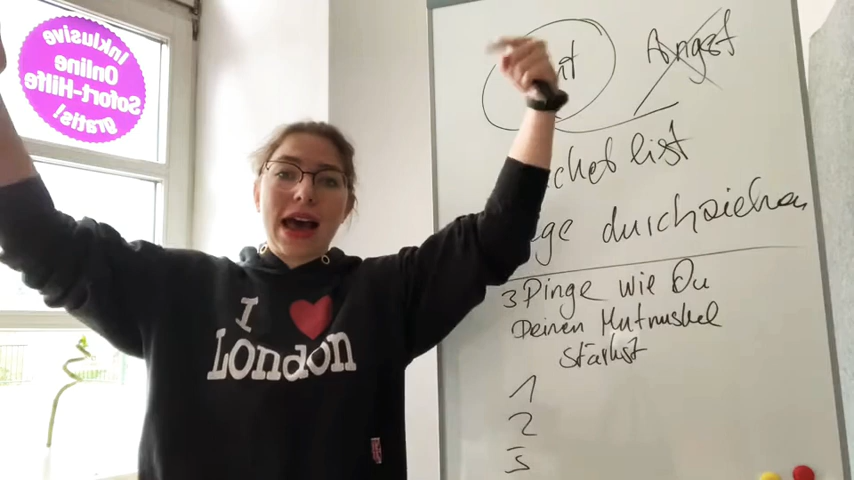 Inklusive
Online
Sofort-Hilfe
gratis!
Angst
list
durchziehen
3 Dinge wie Du
Deinen Mutmuskel
stärkst
1
2
3
I
London